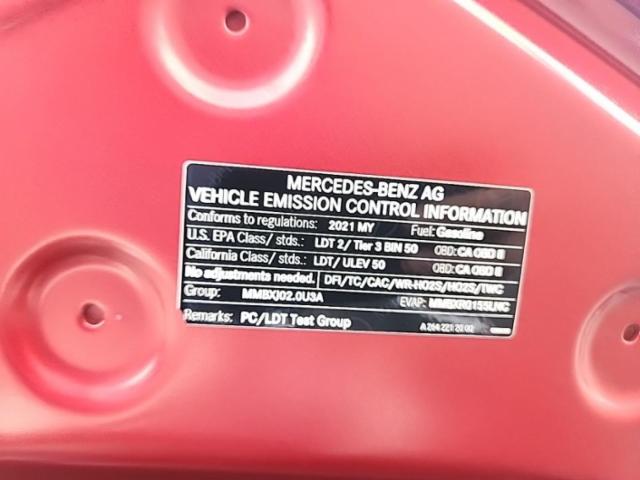 MERCEDES-BENZ AG
VEHICLE EMISSION CONTROL INFORMATION
Conforms to regulations: 2021 MY Fuel: Gasoline
U.S. EPA Class/ stds.: LDT 2/ Tier 3 BIN 50 OBD: CA OBD II
California Class/ stds.: LDT/ ULEV 50 OBD: CA OBD II
No adjustments needed. DFI/TC/CAC/WR-HO2S/HO2S/TWC
Group: MMBXJ02.0U3A EVAP:
Remarks: PC/LDT Test Group